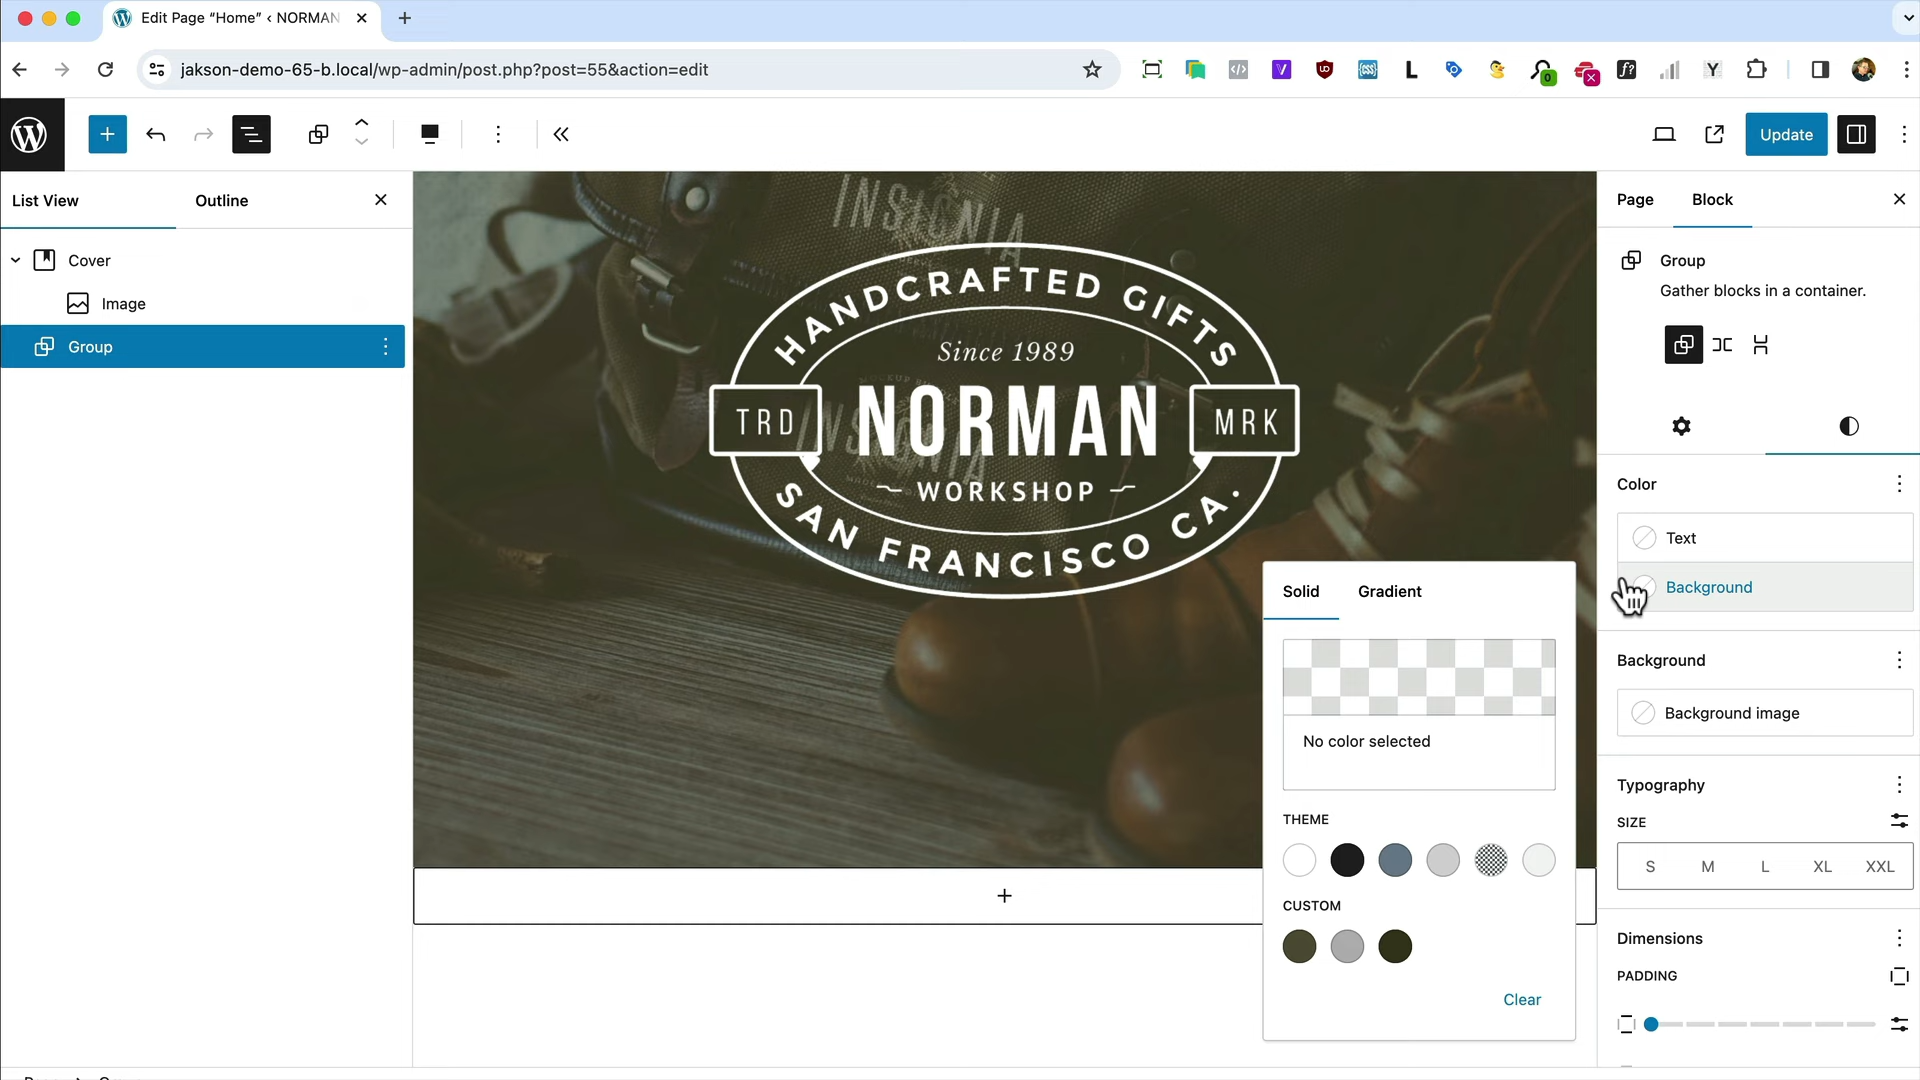 Edit Page “Home” ‹ NORMAN
jakson-demo-65-b.local/wp-admin/post.php?post=55&action=edit
0
Update
List View
Outline
Cover
Image
Group
INSIGNIA
HANDCRAFTED GIFTS
Since 1989
TRD
NORMAN
MRK
WORKSHOP
SAN FRANCISCO CA.
Solid
Gradient
No color selected
THEME
CUSTOM
Clear
Page
Block
Group
Gather blocks in a container.
Color
Text
Background
Background
Background image
Typography
SIZE
S M L XL XXL
Dimensions
PADDING